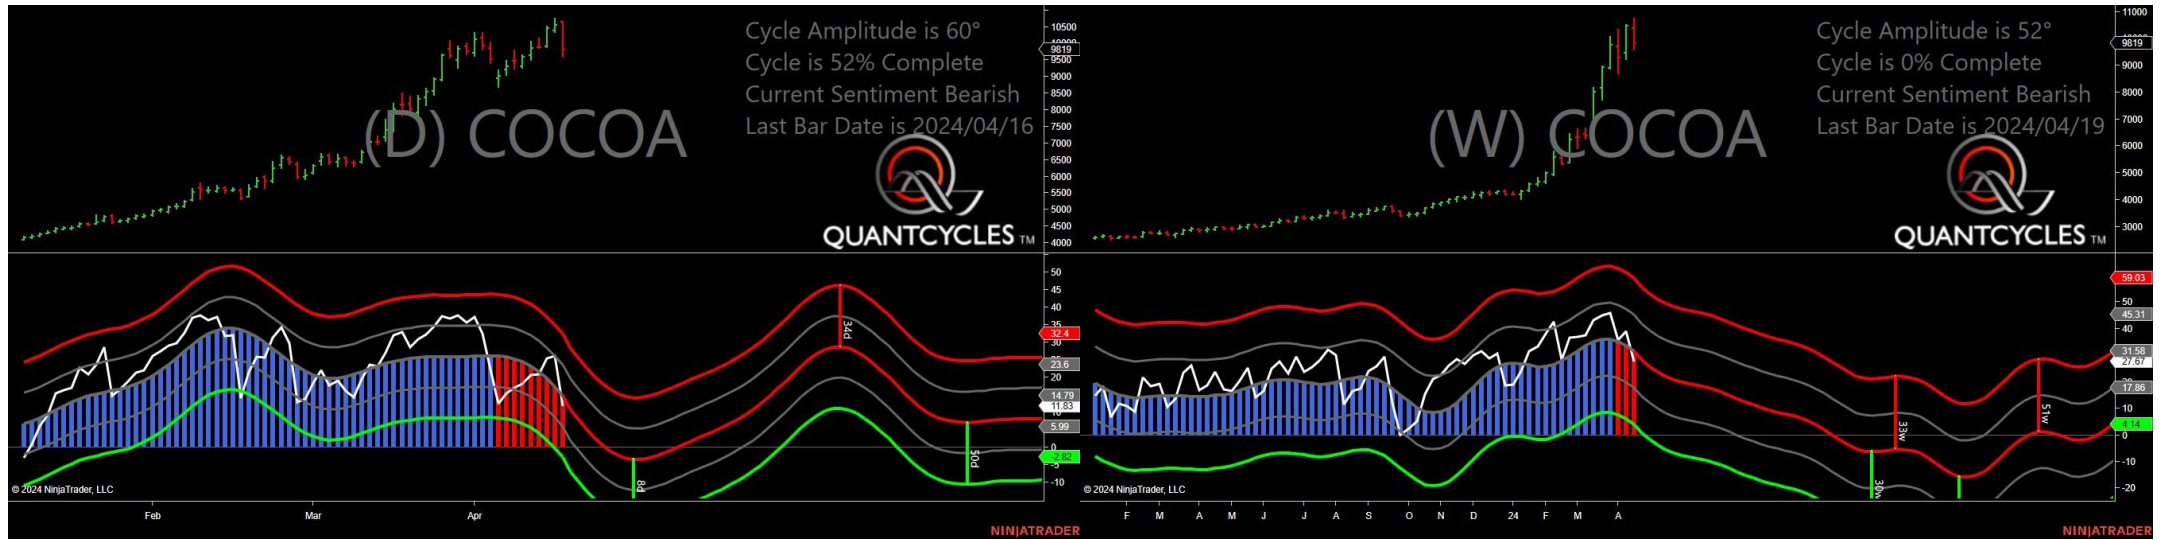 Cycle Amplitude is 60°
Cycle is 52% Complete
Current Sentiment Bearish
Last Bar Date is 2024/04/16
(D) COCOA
QUANTCYCLES TM
10500
9819
9500
9000
8500
8000
7500
7000
6500
6000
5500
5000
4500
4000
50
45
40
35
32.4
30
23.6
20
14.79
11.83
10
5.99
0
-2.82
-5
-10
34d
50d
8d
© 2024 NinjaTrader, LLC
Feb Mar Apr
NINJATRADER
Cycle Amplitude is 52°
Cycle is 0% Complete
Current Sentiment Bearish
Last Bar Date is 2024/04/19
(W) COCOA
QUANTCYCLES TM
11000
9819
9000
8000
7000
6000
5000
4000
3000
59.03
50
45.31
40
31.58
27.67
17.86
10
4.14
0
-10
-20
33w
51w
30w
© 2024 NinjaTrader, LLC
F M A M J J A S O N D 24 F M A
NINJATRADER